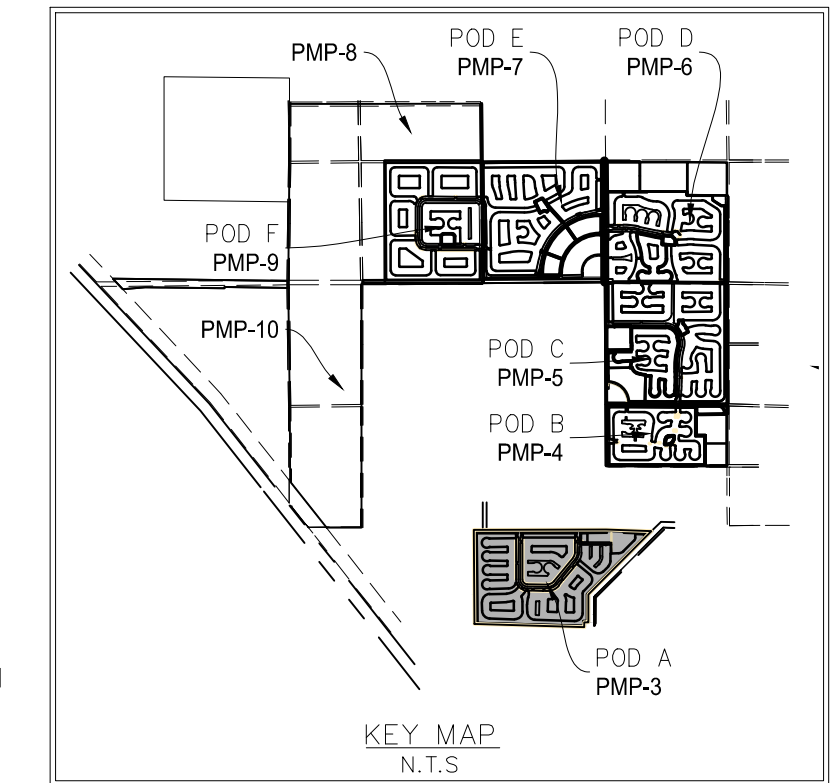 PMP-8
POD E
PMP-7
POD D
PMP-6
POD F
PMP-9
PMP-10
POD C
PMP-5
POD B
PMP-4
POD A
PMP-3
KEY MAP
N.T.S